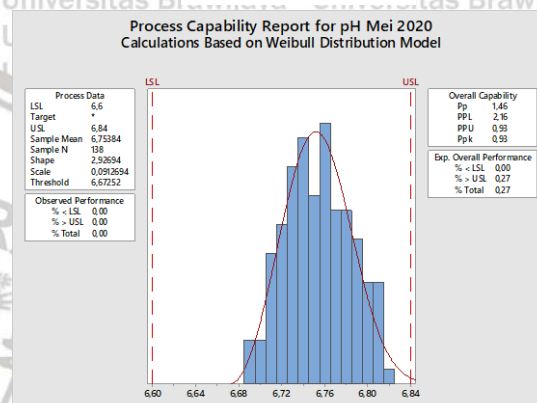 Process Capability Report for pH Mei 2020
Calculations Based on Weibull Distribution Model
LSL
USL
Process Data
LSL 6,6
Target *
USL 6,84
Sample Mean 6,75384
Sample N 138
Shape 2,92694
Scale 0,0912694
Threshold 6,67252
Observed Performance
% < LSL 0,00
% > USL 0,00
% Total 0,00
Overall Capability
Pp 1,46
PPL 2,16
PPU 0,93
Ppk 0,93
Exp. Overall Performance
% < LSL 0,00
% > USL 0,27
% Total 0,27
6,60 6,64 6,68 6,72 6,76 6,80 6,84